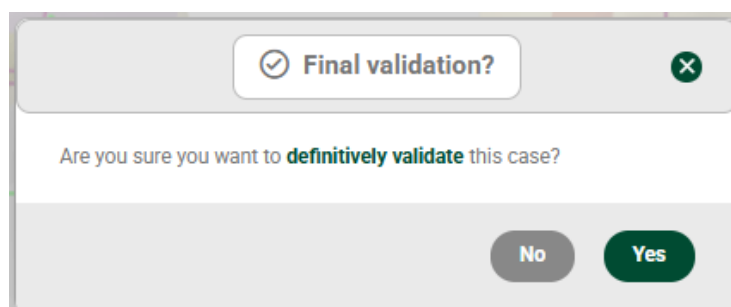 Final validation?
Are you sure you want to definitively validate this case?
No
Yes